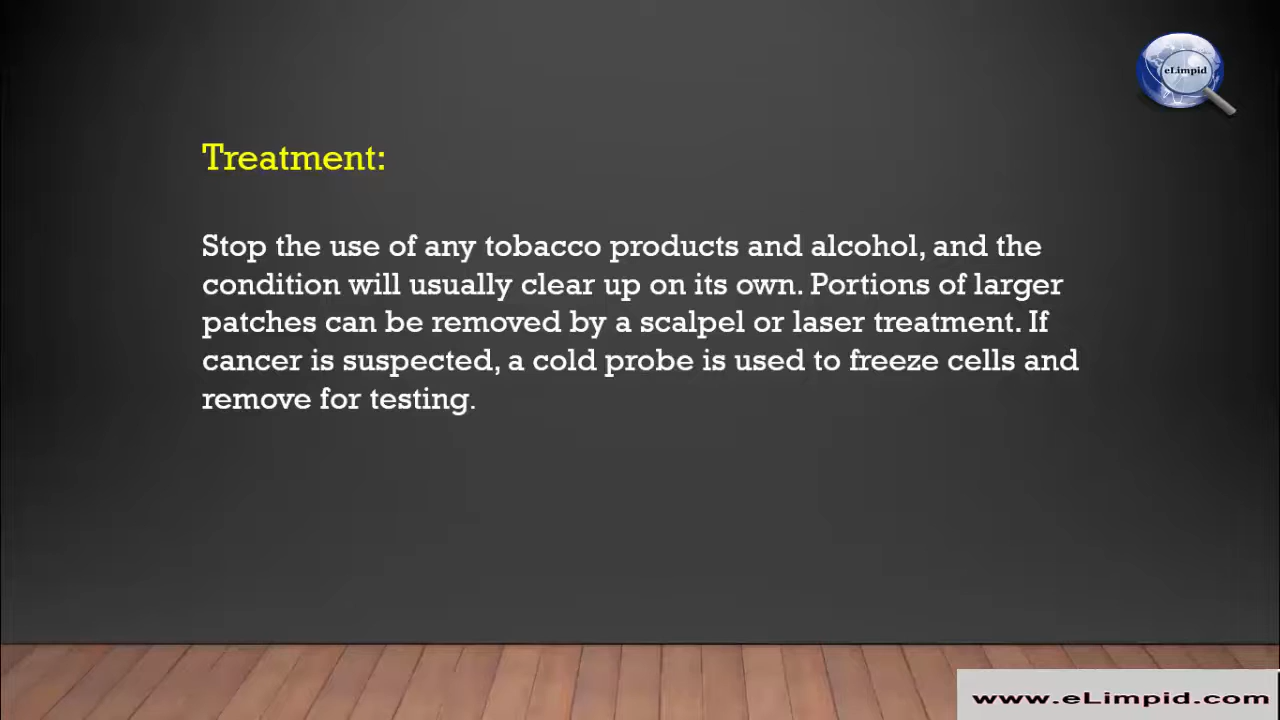 eLimpid
Treatment:
Stop the use of any tobacco products and alcohol, and the
condition will usually clear up on its own. Portions of larger
patches can be removed by a scalpel or laser treatment. If
cancer is suspected, a cold probe is used to freeze cells and
remove for testing.
www.eLimpid.com